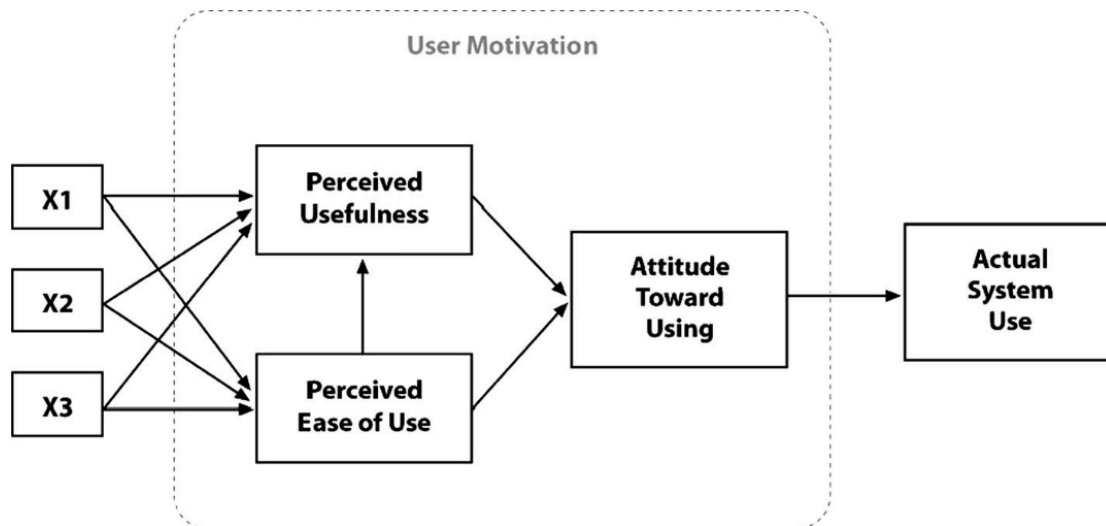 User Motivation
X1
X2
X3
Perceived
Usefulness
Perceived
Ease of Use
Attitude
Toward
Using
Actual
System
Use